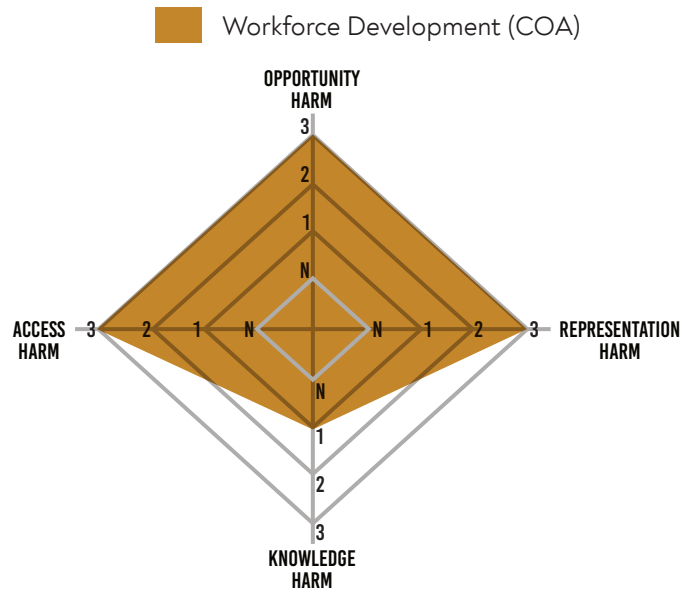 Workforce Development (COA)
OPPORTUNITY
HARM
3
2
1
N
ACCESS
HARM
3 2 1 N N 1 2 3
REPRESENTATION
HARM
N
1
2
3
KNOWLEDGE
HARM